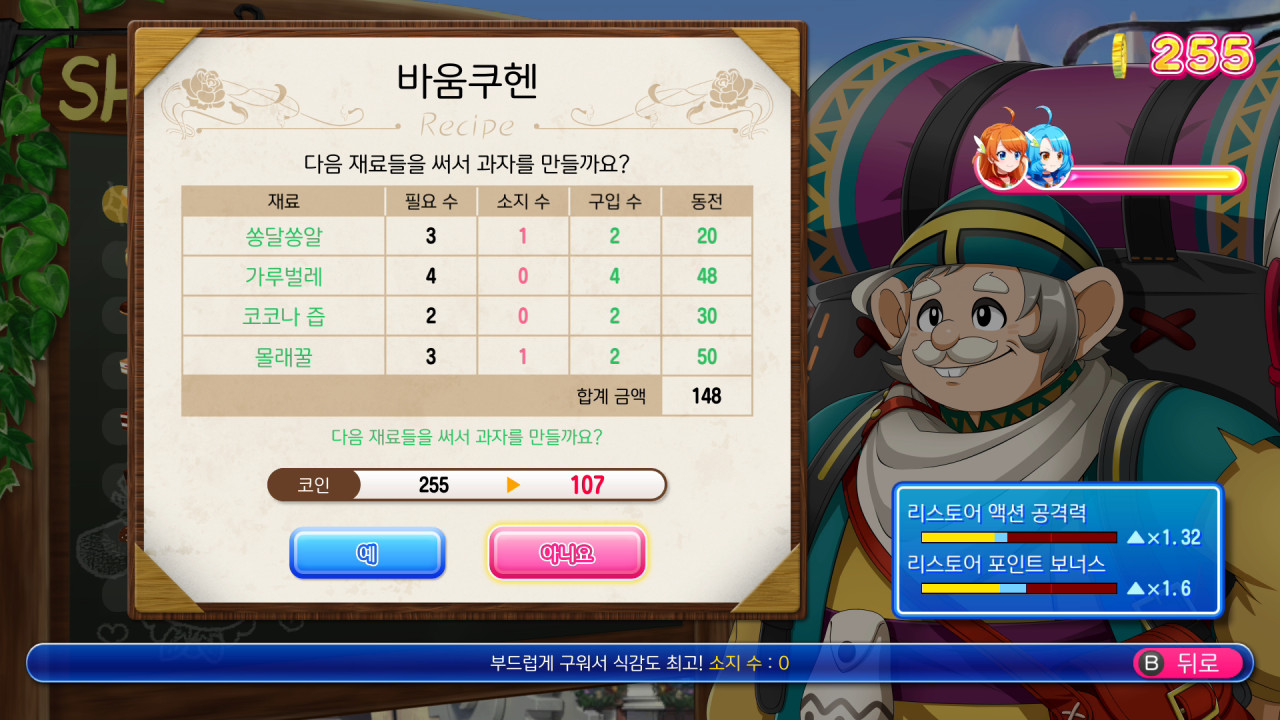 SH
255
바움쿠헨
Recipe
다음 재료들을 써서 과자를 만들까요?
재료 필요 수 소지 수 구입 수 동전
쏭달쏭알 3 1 2 20
가루벌레 4 0 4 48
코코나 즙 2 0 2 30
몰래꿀 3 1 2 50
합계 금액 148
다음 재료들을 써서 과자를 만들까요?
코인 255 ▶ 107
예 아니요
리스토어 액션 공격력
▲×1.32
리스토어 포인트 보너스
▲×1.6
부드럽게 구워서 식감도 최고! 소지 수 : 0
B 뒤로